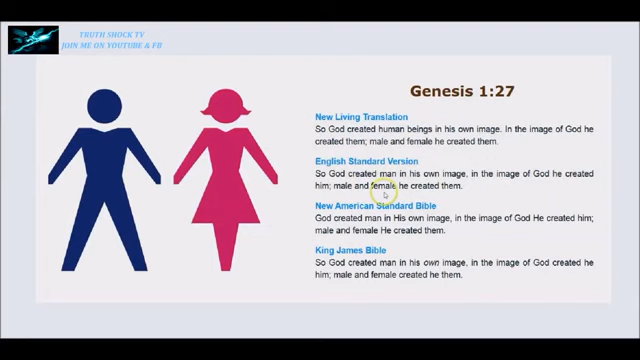 TRUTH SHOCK TV
JOIN ME ON YOUTUBE & FB
Genesis 1:27
New Living Translation
So God created human beings in his own image. In the image of God he
created them; male and female he created them.
English Standard Version
So God created man in his own image, in the image of God he created
him; male and female he created them.
New American Standard Bible
God created man in His own image, in the image of God He created him;
male and female He created them.
King James Bible
So God created man in his own image, in the image of God created he
him; male and female created he them.